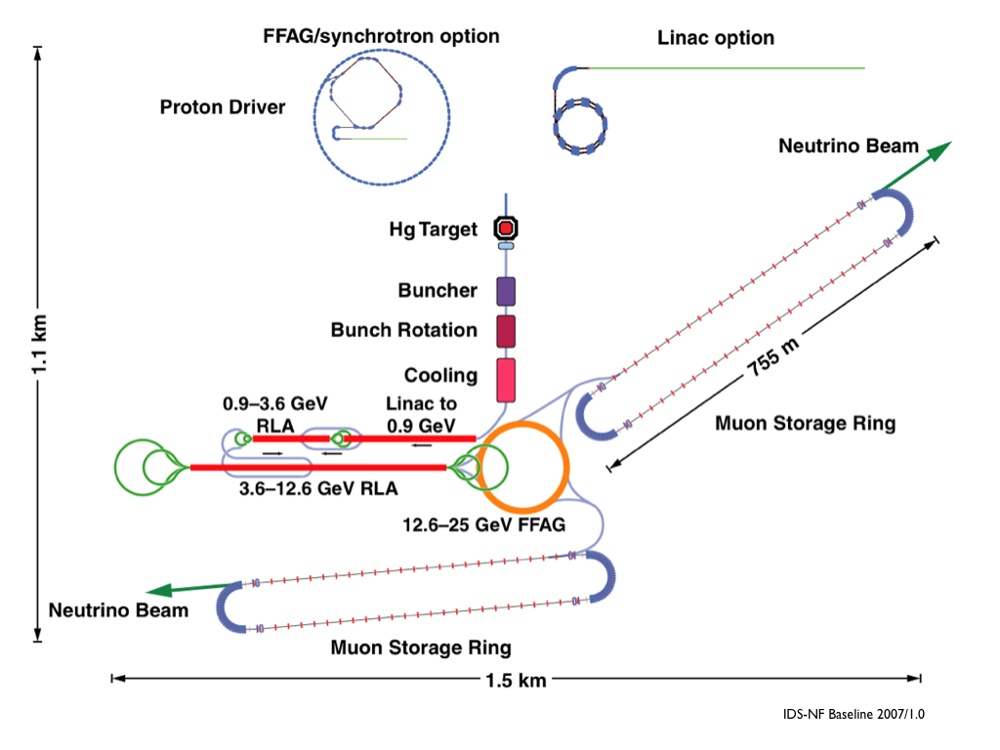 FFAG/synchrotron option
Linac option
Proton Driver
Neutrino Beam
Hg Target
Buncher
Bunch Rotation
Cooling
1.1 km
755 m
0.9–3.6 GeV
RLA
Linac to
0.9 GeV
Muon Storage Ring
3.6–12.6 GeV RLA
12.6–25 GeV FFAG
Neutrino Beam
Muon Storage Ring
1.5 km
IDS-NF Baseline 2007/1.0